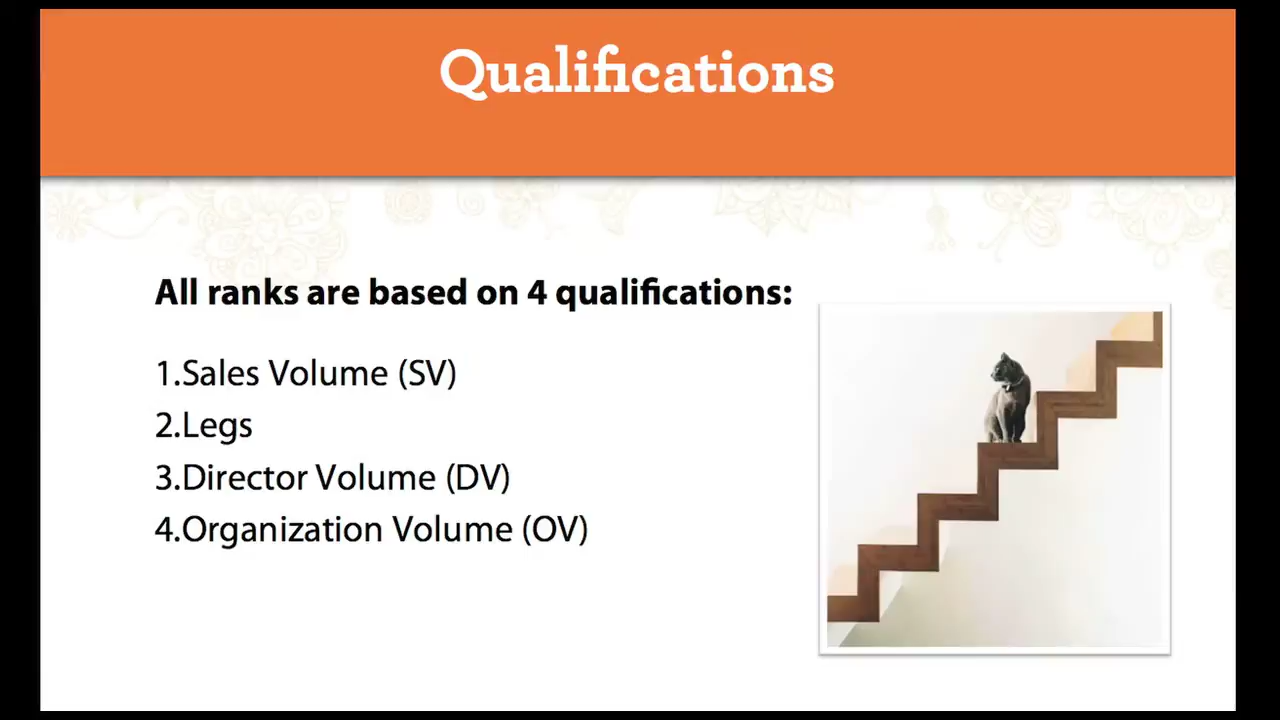 Qualifications
All ranks are based on 4 qualifications:
1.Sales Volume (SV)
2.Legs
3.Director Volume (DV)
4.Organization Volume (OV)